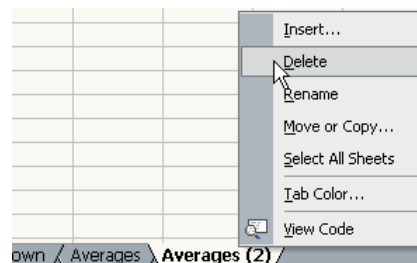 Insert...
Delete
Rename
Move or Copy...
Select All Sheets
Tab Color...
View Code
own / Averages \ Averages (2) /